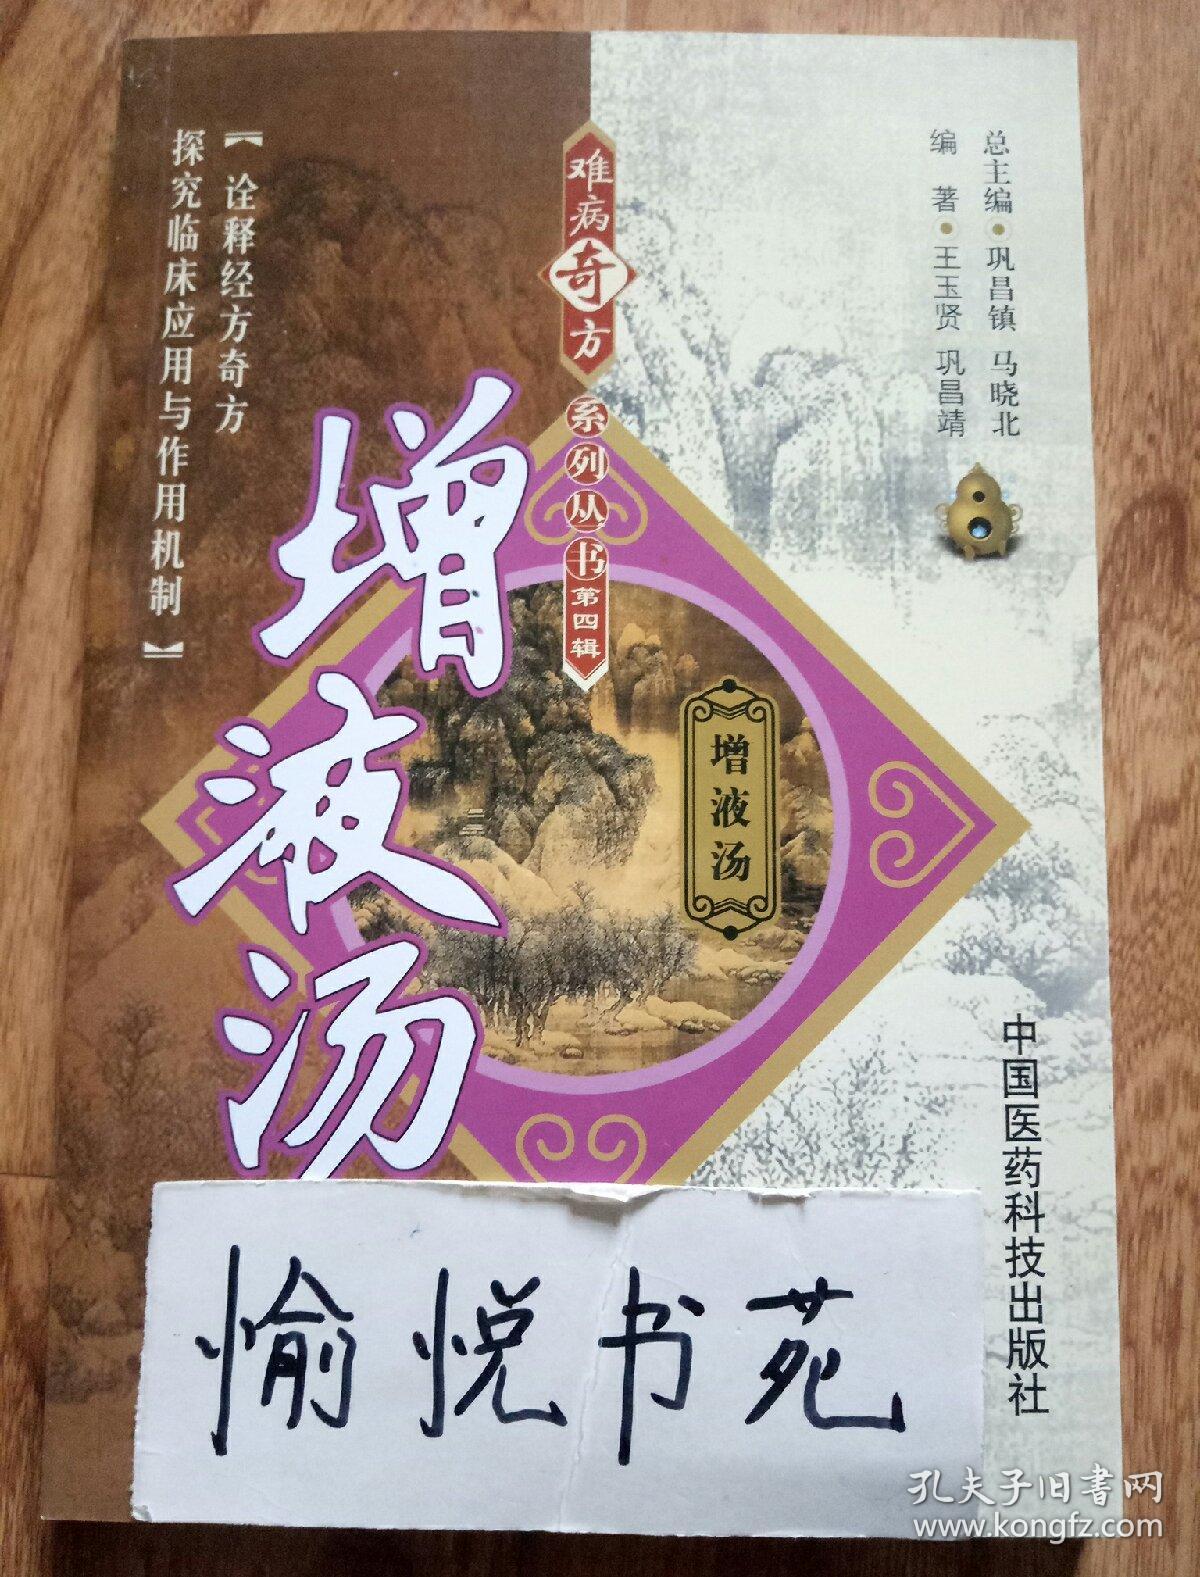 总主编●巩昌镇 马晓北
编 著●王玉贤 巩昌靖
难病奇方系列丛书第四辑
【诠释经方奇方
探究临床应用与作用机制】
增液汤
增液汤
中国医药科技出版社
愉悦书苑
孔夫子旧书网
www.kongfz.com